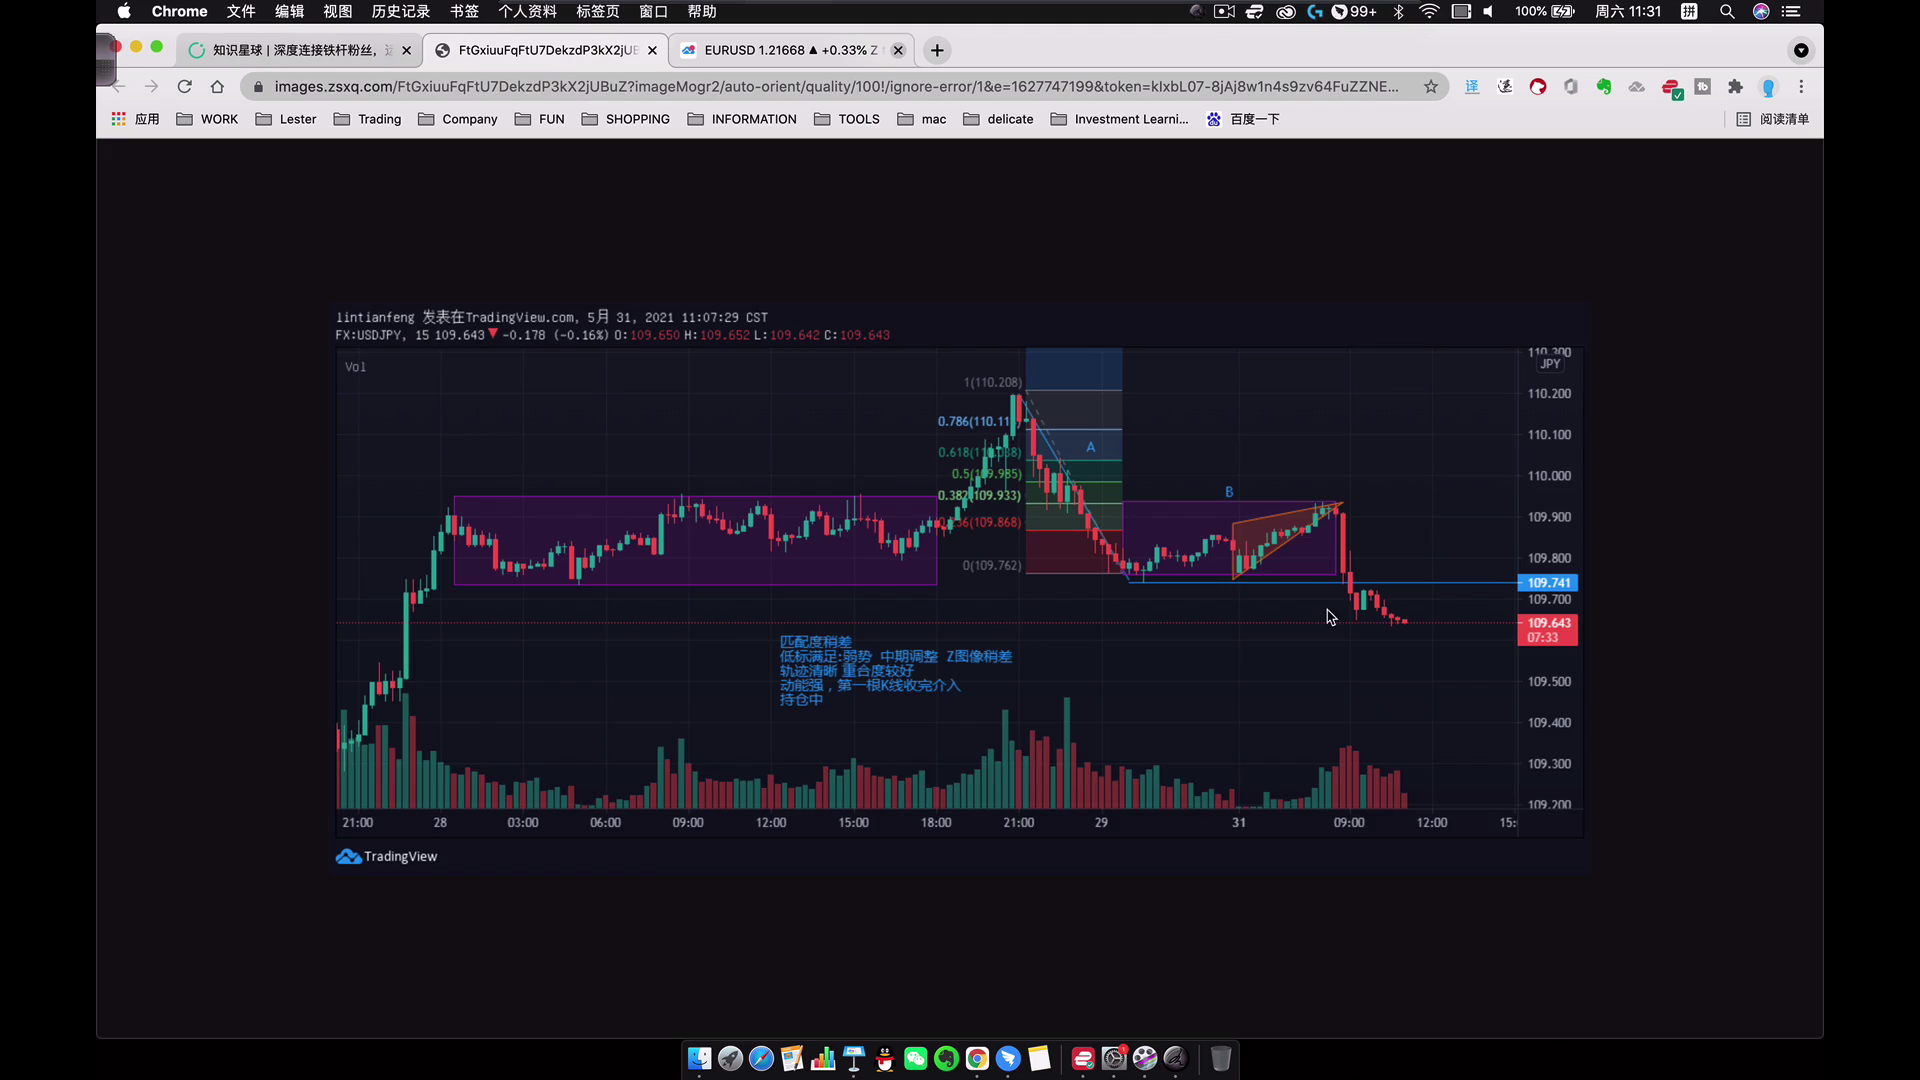 Chrome 文件 编辑 视图 历史记录 书签 个人资料 标签页 窗口 帮助 99+ 100% 周六 11:31 拼
知识星球 | 深度连接铁杆粉丝, FtGxiuuFqFtU7DekzdP3kX2jUB EURUSD 1.21668 ▲ +0.33% Z
images.zsxq.com/FtGxiuuFqFtU7DekzdP3kX2jUBuZ?imageMogr2/auto-orient/quality/100!/ignore-error/1&e=1627747199&token=kIxbL07-8jAj8w1n4s9zv64FuZZNE...
应用 WORK Lester Trading Company FUN SHOPPING INFORMATION TOOLS mac delicate Investment Learni... 百度一下 阅读清单
lintianfeng 发表在TradingView.com, 5月 31, 2021 11:07:29 CST
FX:USDJPY, 15 109.643 ▼ -0.178 (-0.16%) O:109.650 H:109.652 L:109.642 C:109.643
Vol
110.300
JPY
1(110.208)
110.200
0.786(110.11
110.100
A
0.618(110.038)
0.5(109.985)
110.000
0.382(109.933)
B
109.900
0.236(109.868)
0(109.762)
109.800
109.741
109.700
109.643
07:33
匹配度稍差
低标满足:弱势 中期调整 Z图像稍差
轨迹清晰 重合度较好
动能强，第一根K线收完介入
持仓中
109.500
109.400
109.300
109.200
21:00 28 03:00 06:00 09:00 12:00 15:00 18:00 21:00 29 31 09:00 12:00 15:
TradingView